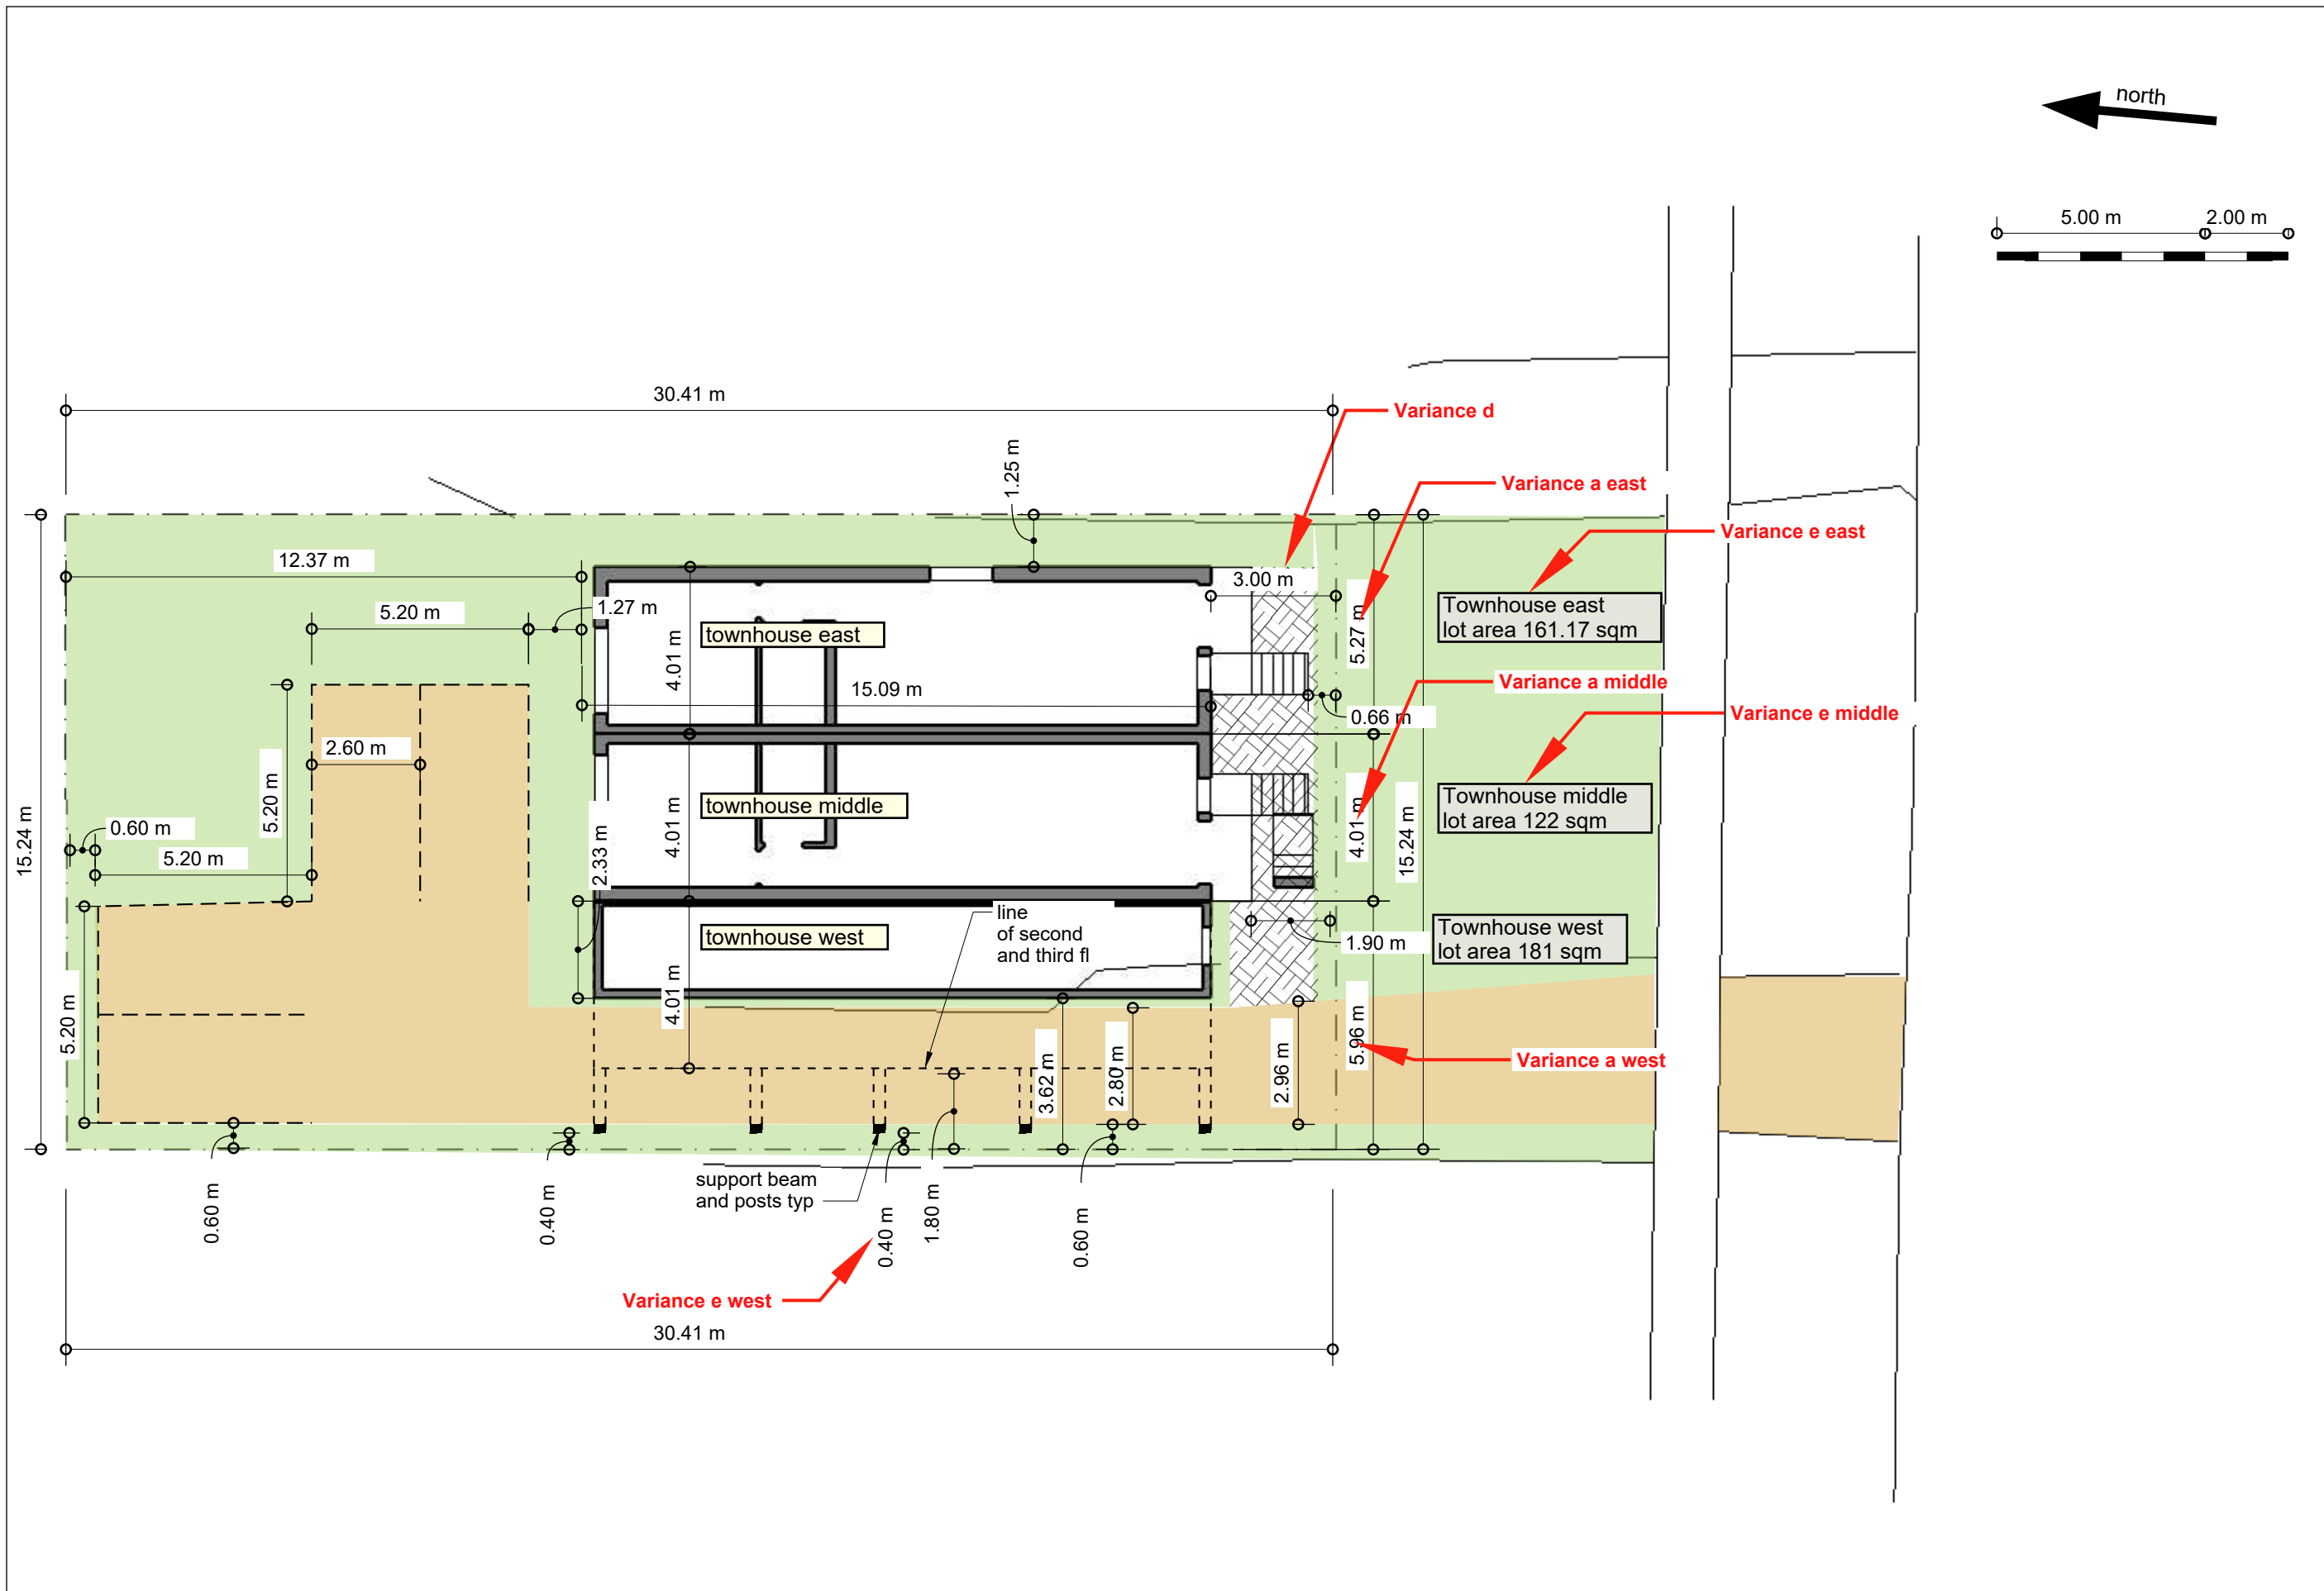 north
5.00 m
2.00 m
30.41 m
Variance d
1.25 m
Variance a east
Variance e east
12.37 m
3.00 m
1.27 m
5.20 m
5.27 m
Townhouse east
lot area 161.17 sqm
townhouse east
4.01 m
15.09 m
Variance a middle
0.66 m
Variance e middle
2.60 m
5.20 m
15.24 m
0.60 m
5.20 m
2.33 m
townhouse middle
4.01 m
4.01 m
15.24 m
Townhouse middle
lot area 122 sqm
line
of second
and third fl
townhouse west
1.90 m
Townhouse west
lot area 181 sqm
5.20 m
4.01 m
3.62 m
2.80 m
2.96 m
5.96 m
Variance a west
support beam
and posts typ
0.60 m
0.40 m
0.40 m
1.80 m
0.60 m
Variance e west
30.41 m